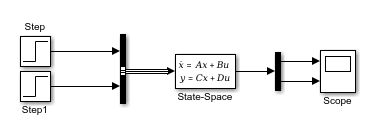 Step
Step1
ẋ = Ax + Bu
y = Cx + Du
State-Space
Scope